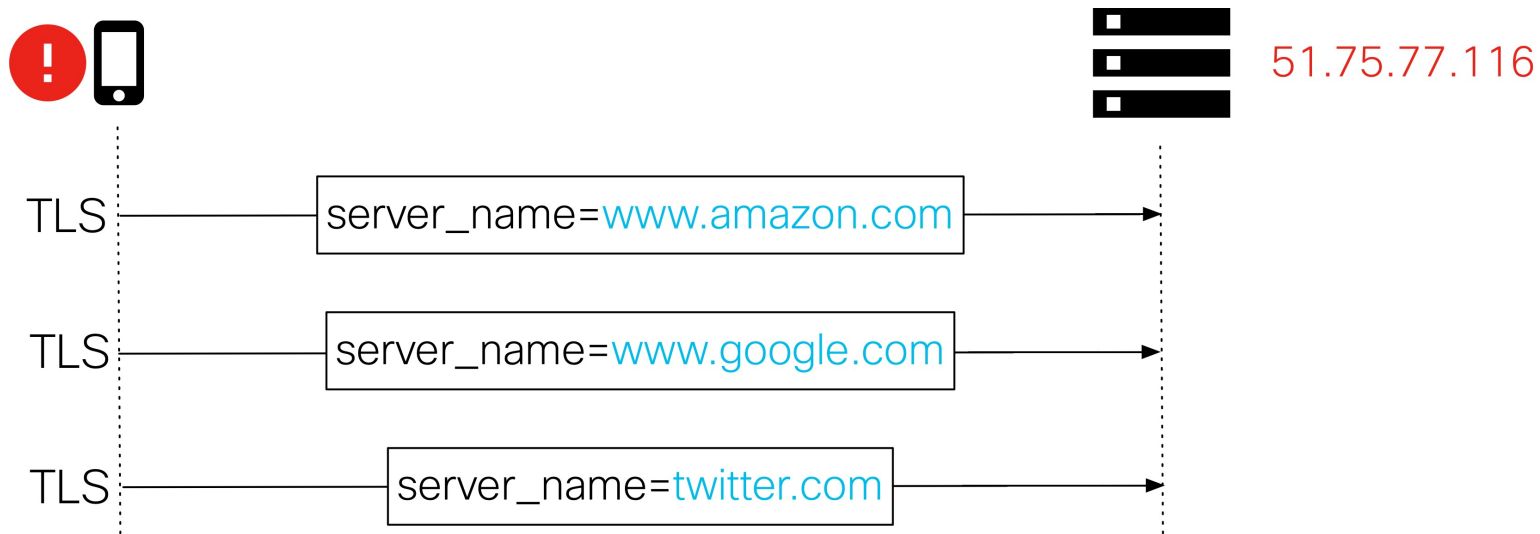 51.75.77.116
TLS server_name=www.amazon.com
TLS server_name=www.google.com
TLS server_name=twitter.com